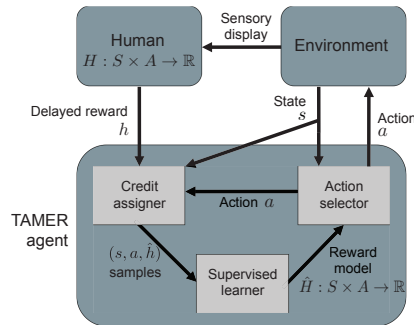 Human
H : S × A → ℝ
Sensory
display
Environment
Delayed reward
h
State
s
Action
a
TAMER
agent
Credit
assigner
Action a
Action
selector
(s, a, ĥ)
samples
Supervised
learner
Reward
model
Ĥ : S × A → ℝ